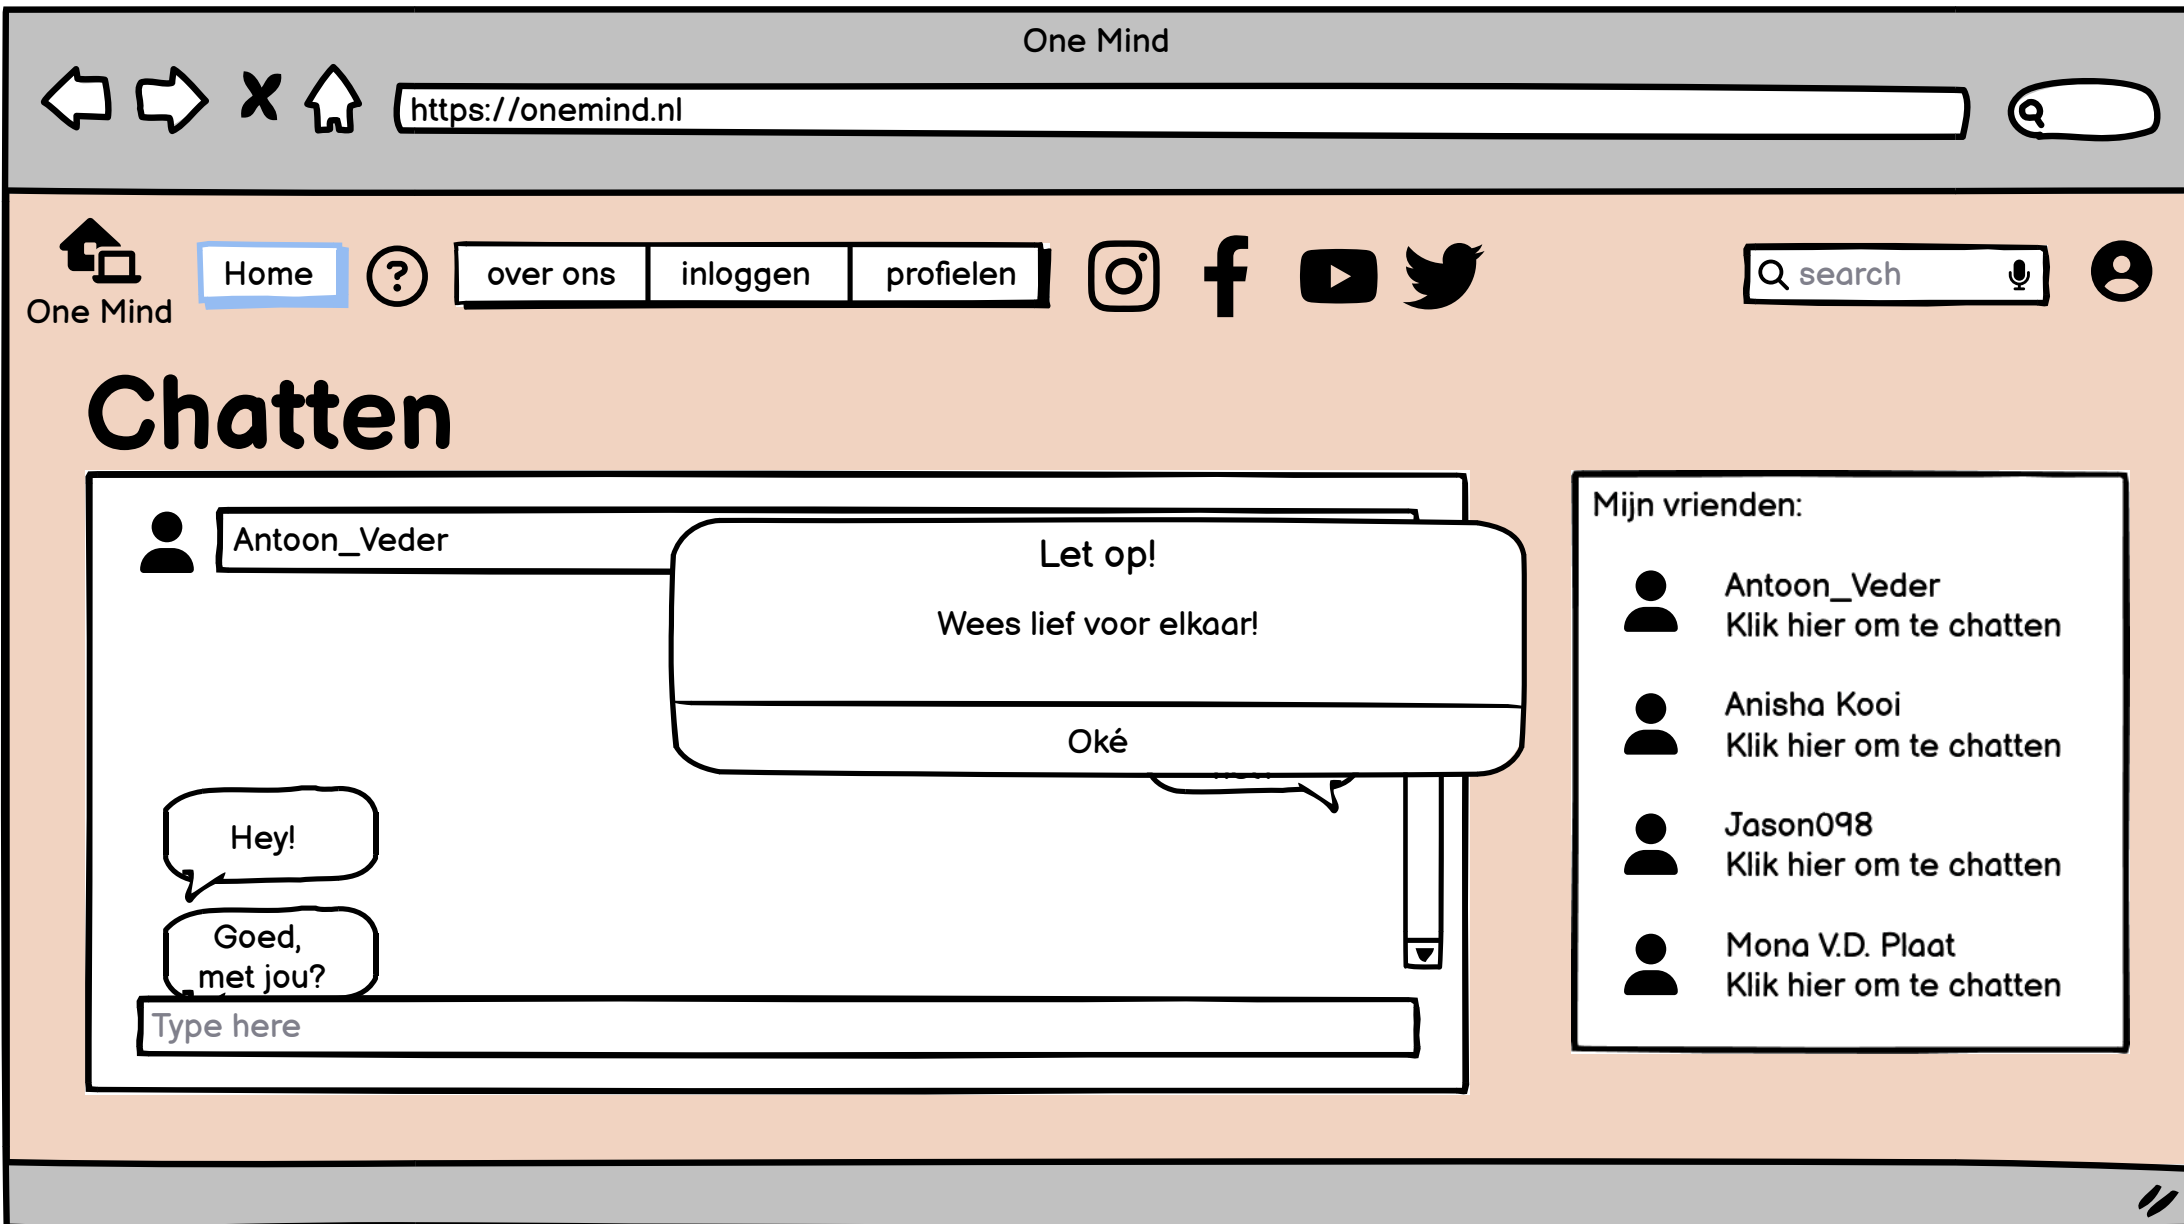 One Mind
https://onemind.nl
One Mind
Home
?
over ons
inloggen
profielen
search
Chatten
Antoon_Veder
Let op!
Wees lief voor elkaar!
Oké
Hey!
Goed,
met jou?
Type here
Mijn vrienden:
Antoon_Veder
Klik hier om te chatten
Anisha Kooi
Klik hier om te chatten
Jason098
Klik hier om te chatten
Mona V.D. Plaat
Klik hier om te chatten